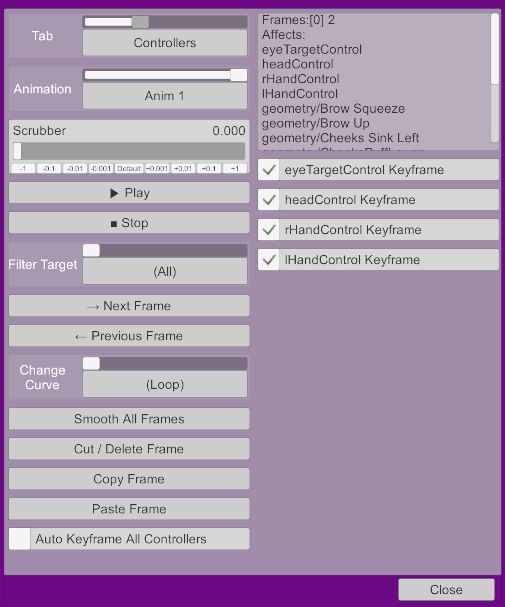 Tab
Controllers
Animation
Anim 1
Scrubber 0.000
-1 -0.1 -0.01 -0.001 Default +0.001 +0.01 +0.1 +1
▶ Play
■ Stop
Filter Target
(All)
→ Next Frame
← Previous Frame
Change
Curve
(Loop)
Smooth All Frames
Cut / Delete Frame
Copy Frame
Paste Frame
Auto Keyframe All Controllers
Frames:[0] 2
Affects:
eyeTargetControl
headControl
rHandControl
lHandControl
geometry/Brow Squeeze
geometry/Brow Up
geometry/Cheeks Sink Left
eyeTargetControl Keyframe
headControl Keyframe
rHandControl Keyframe
lHandControl Keyframe
Close